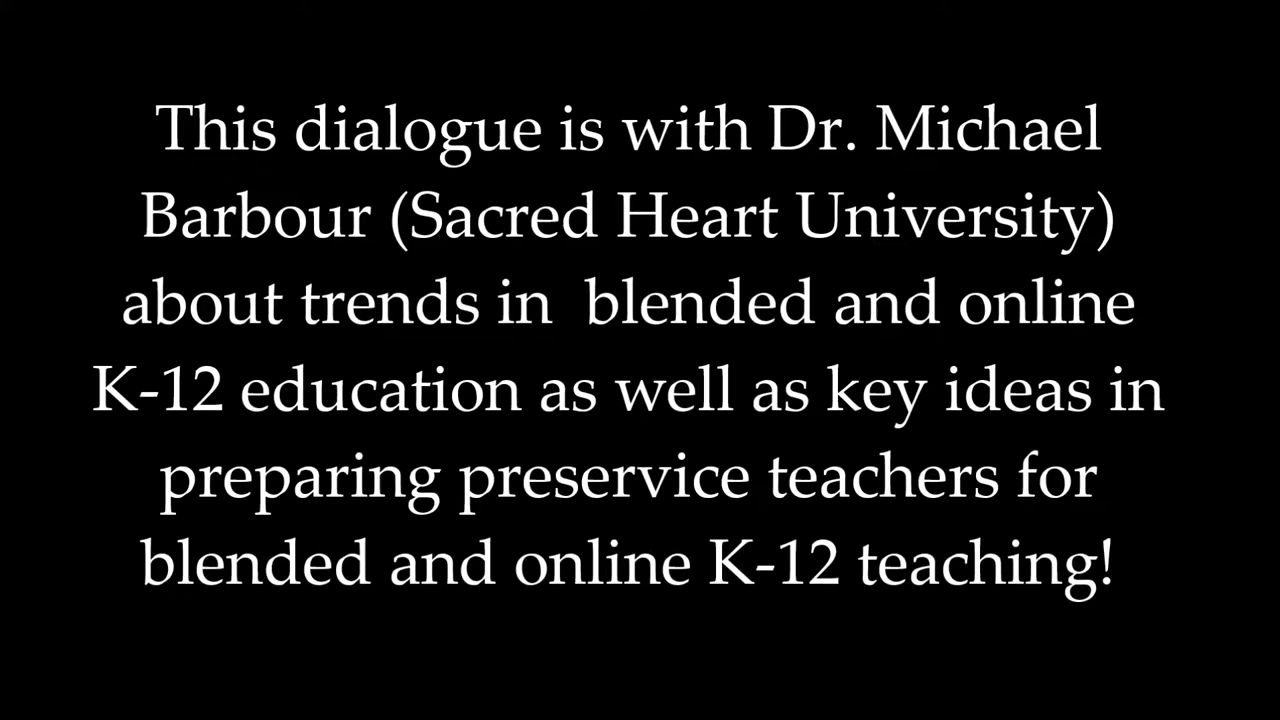 This dialogue is with Dr. Michael
Barbour (Sacred Heart University)
about trends in  blended and online
K-12 education as well as key ideas in
preparing preservice teachers for
blended and online K-12 teaching!